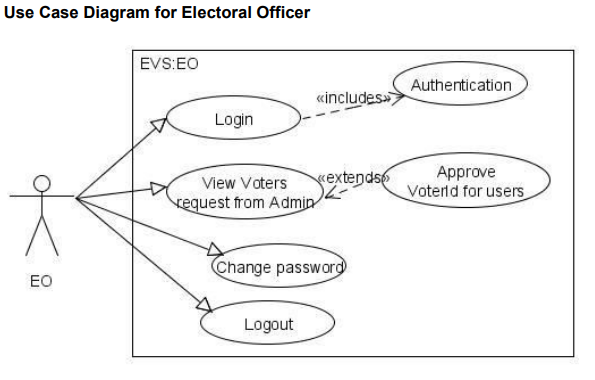 Use Case Diagram for Electoral Officer
EVS:EO
Authentication
«includes»
Login
View Voters
request from Admin
«extends»
Approve
VoterId for users
EO
Change password
Logout